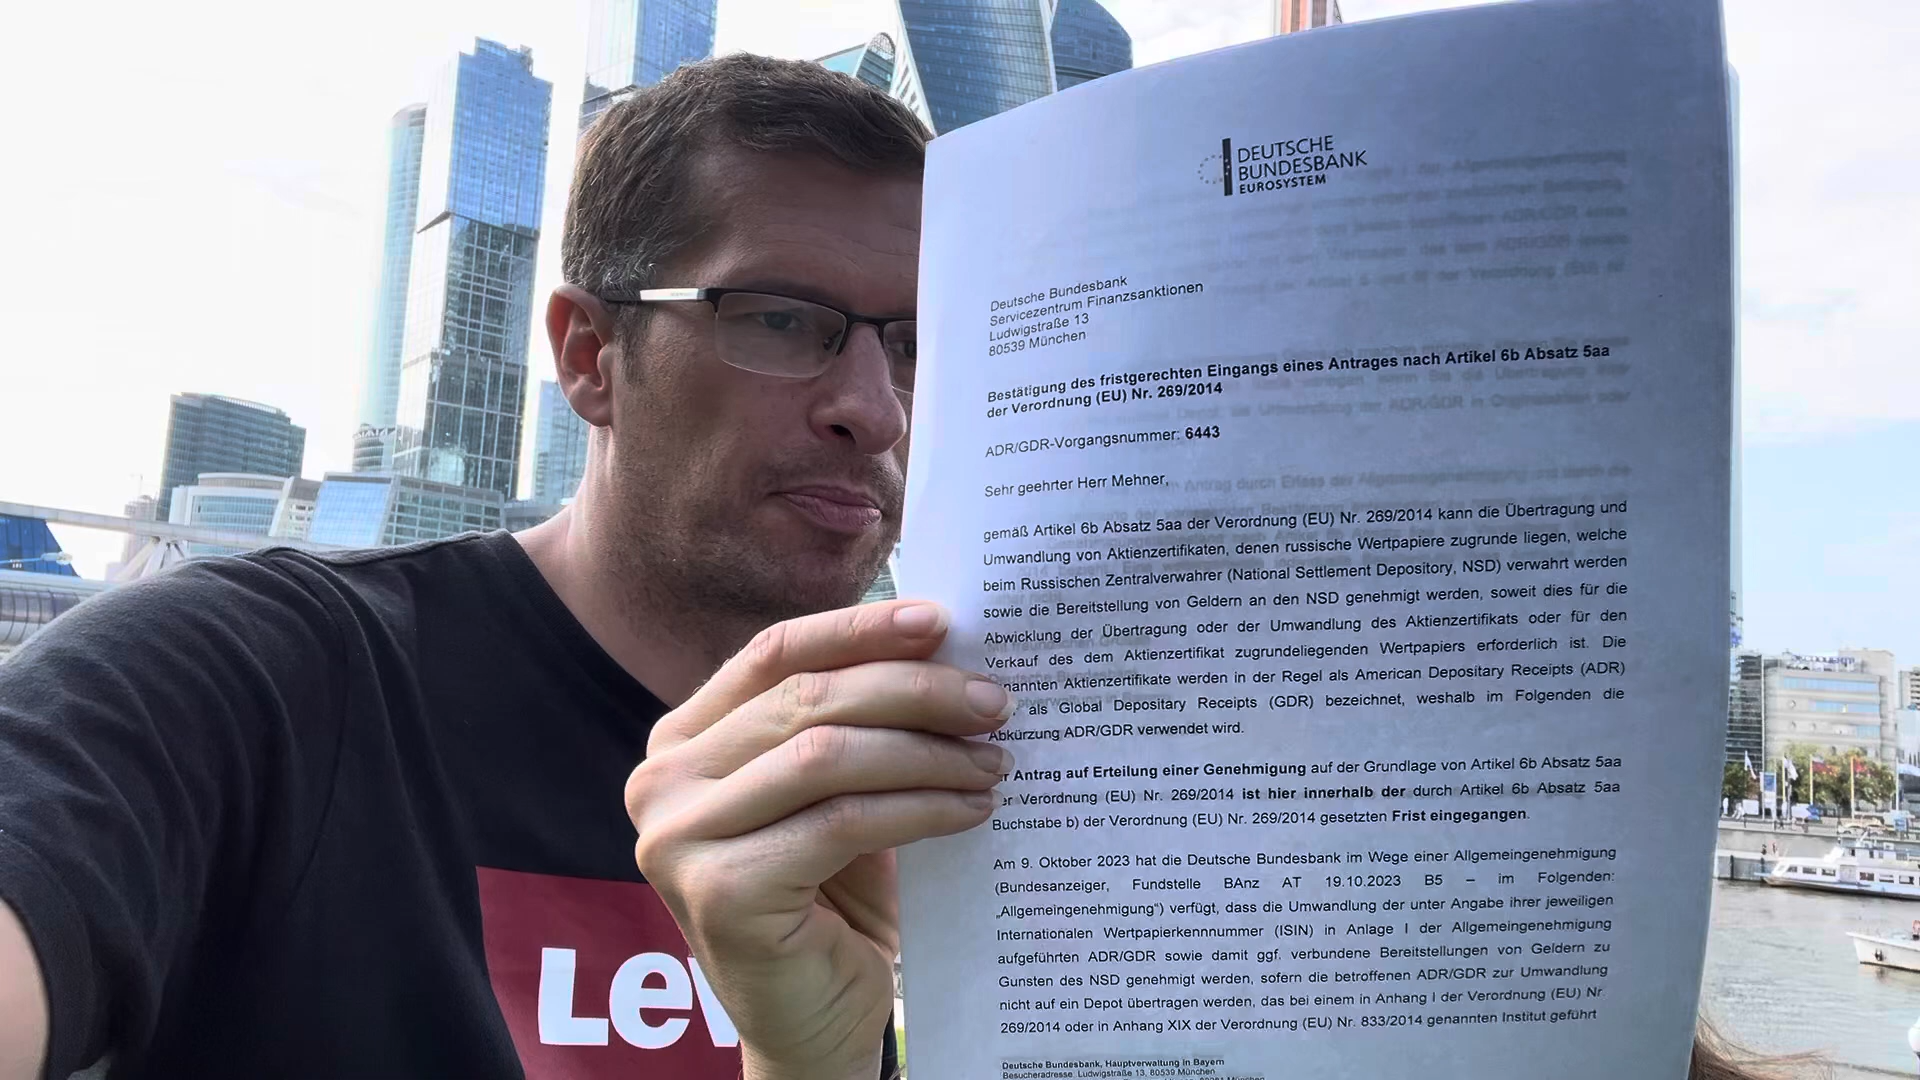 DEUTSCHE
BUNDESBANK
EUROSYSTEM
Deutsche Bundesbank
Servicezentrum Finanzsanktionen
Ludwigstraße 13
80539 München
Bestätigung des fristgerechten Eingangs eines Antrages nach Artikel 6b Absatz 5aa
der Verordnung (EU) Nr. 269/2014
ADR/GDR-Vorgangsnummer: 6443
Sehr geehrter Herr Mehner,
gemäß Artikel 6b Absatz 5aa der Verordnung (EU) Nr. 269/2014 kann die Übertragung und
Umwandlung von Aktienzertifikaten, denen russische Wertpapiere zugrunde liegen, welche
beim Russischen Zentralverwahrer (National Settlement Depository, NSD) verwahrt werden
sowie die Bereitstellung von Geldern an den NSD genehmigt werden, soweit dies für die
Abwicklung der Übertragung oder der Umwandlung des Aktienzertifikats oder für den
Verkauf des dem Aktienzertifikat zugrundeliegenden Wertpapiers erforderlich ist. Die
nannten Aktienzertifikate werden in der Regel als American Depositary Receipts (ADR)
als Global Depositary Receipts (GDR) bezeichnet, weshalb im Folgenden die
Abkürzung ADR/GDR verwendet wird.
r Antrag auf Erteilung einer Genehmigung auf der Grundlage von Artikel 6b Absatz 5aa
er Verordnung (EU) Nr. 269/2014 ist hier innerhalb der durch Artikel 6b Absatz 5aa
Buchstabe b) der Verordnung (EU) Nr. 269/2014 gesetzten Frist eingegangen.
Am 9. Oktober 2023 hat die Deutsche Bundesbank im Wege einer Allgemeingenehmigung
(Bundesanzeiger, Fundstelle BAnz AT 19.10.2023 B5 – im Folgenden:
„Allgemeingenehmigung“) verfügt, dass die Umwandlung der unter Angabe ihrer jeweiligen
Internationalen Wertpapierkennnummer (ISIN) in Anlage I der Allgemeingenehmigung
aufgeführten ADR/GDR sowie damit ggf. verbundene Bereitstellungen von Geldern zu
Gunsten des NSD genehmigt werden, sofern die betroffenen ADR/GDR zur Umwandlung
nicht auf ein Depot übertragen werden, das bei einem in Anhang I der Verordnung (EU) Nr.
269/2014 oder in Anhang XIX der Verordnung (EU) Nr. 833/2014 genannten Institut geführt
Deutsche Bundesbank, Hauptverwaltung in Bayern
Besucheradresse: Ludwigstraße 13, 80539 München
Lev